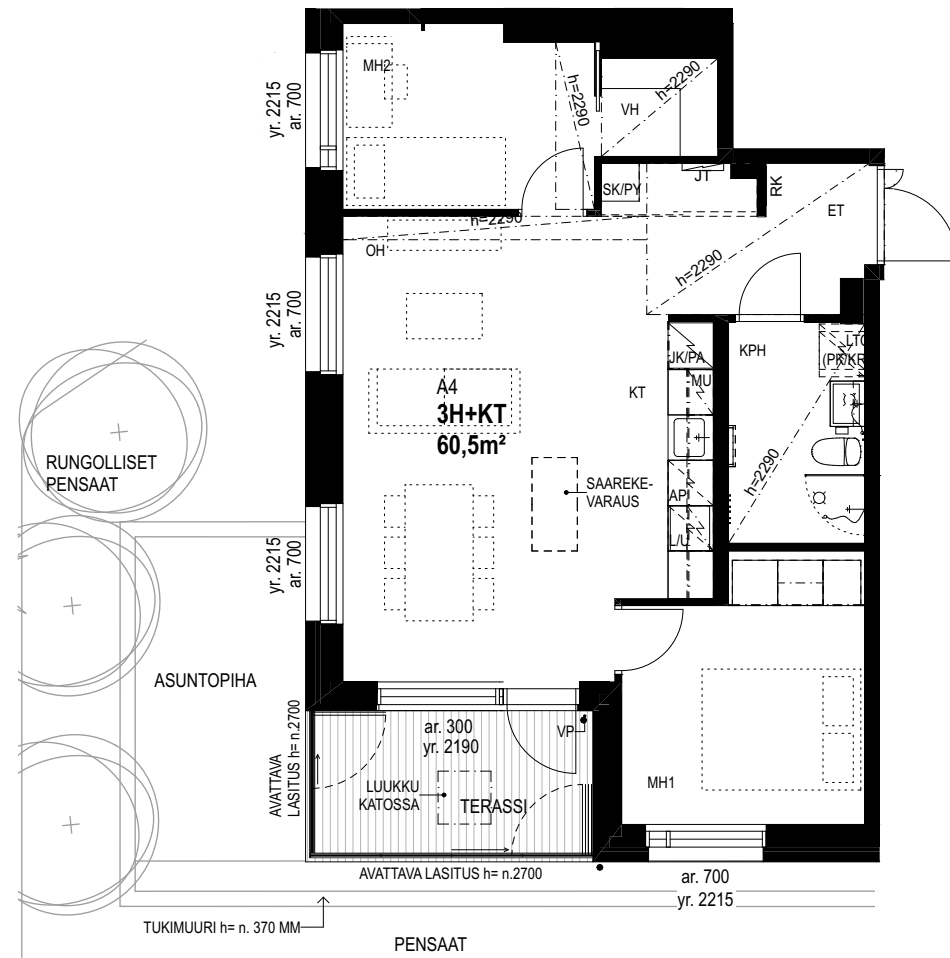 MH2
h=2290
h=2290
VH
yr. 2215
ar. 700
SK/PY
JT
RK
ET
h=2290
OH
h=2290
yr. 2215
ar. 700
JK/PA
KPH
LTO
(PK/KR
MU
KT
A4
3H+KT
60,5m²
h=2290
RUNGOLLISET
PENSAAT
SAAREKE-
VARAUS
AP
L/U
yr. 2215
ar. 700
ASUNTOPIHA
AVATTAVA
LASITUS h= n.2700
ar. 300
yr. 2190
VP
LUUKKU
KATOSSA
TERASSI
MH1
AVATTAVA LASITUS h= n.2700
ar. 700
yr. 2215
TUKIMUURI h= n. 370 MM
PENSAAT